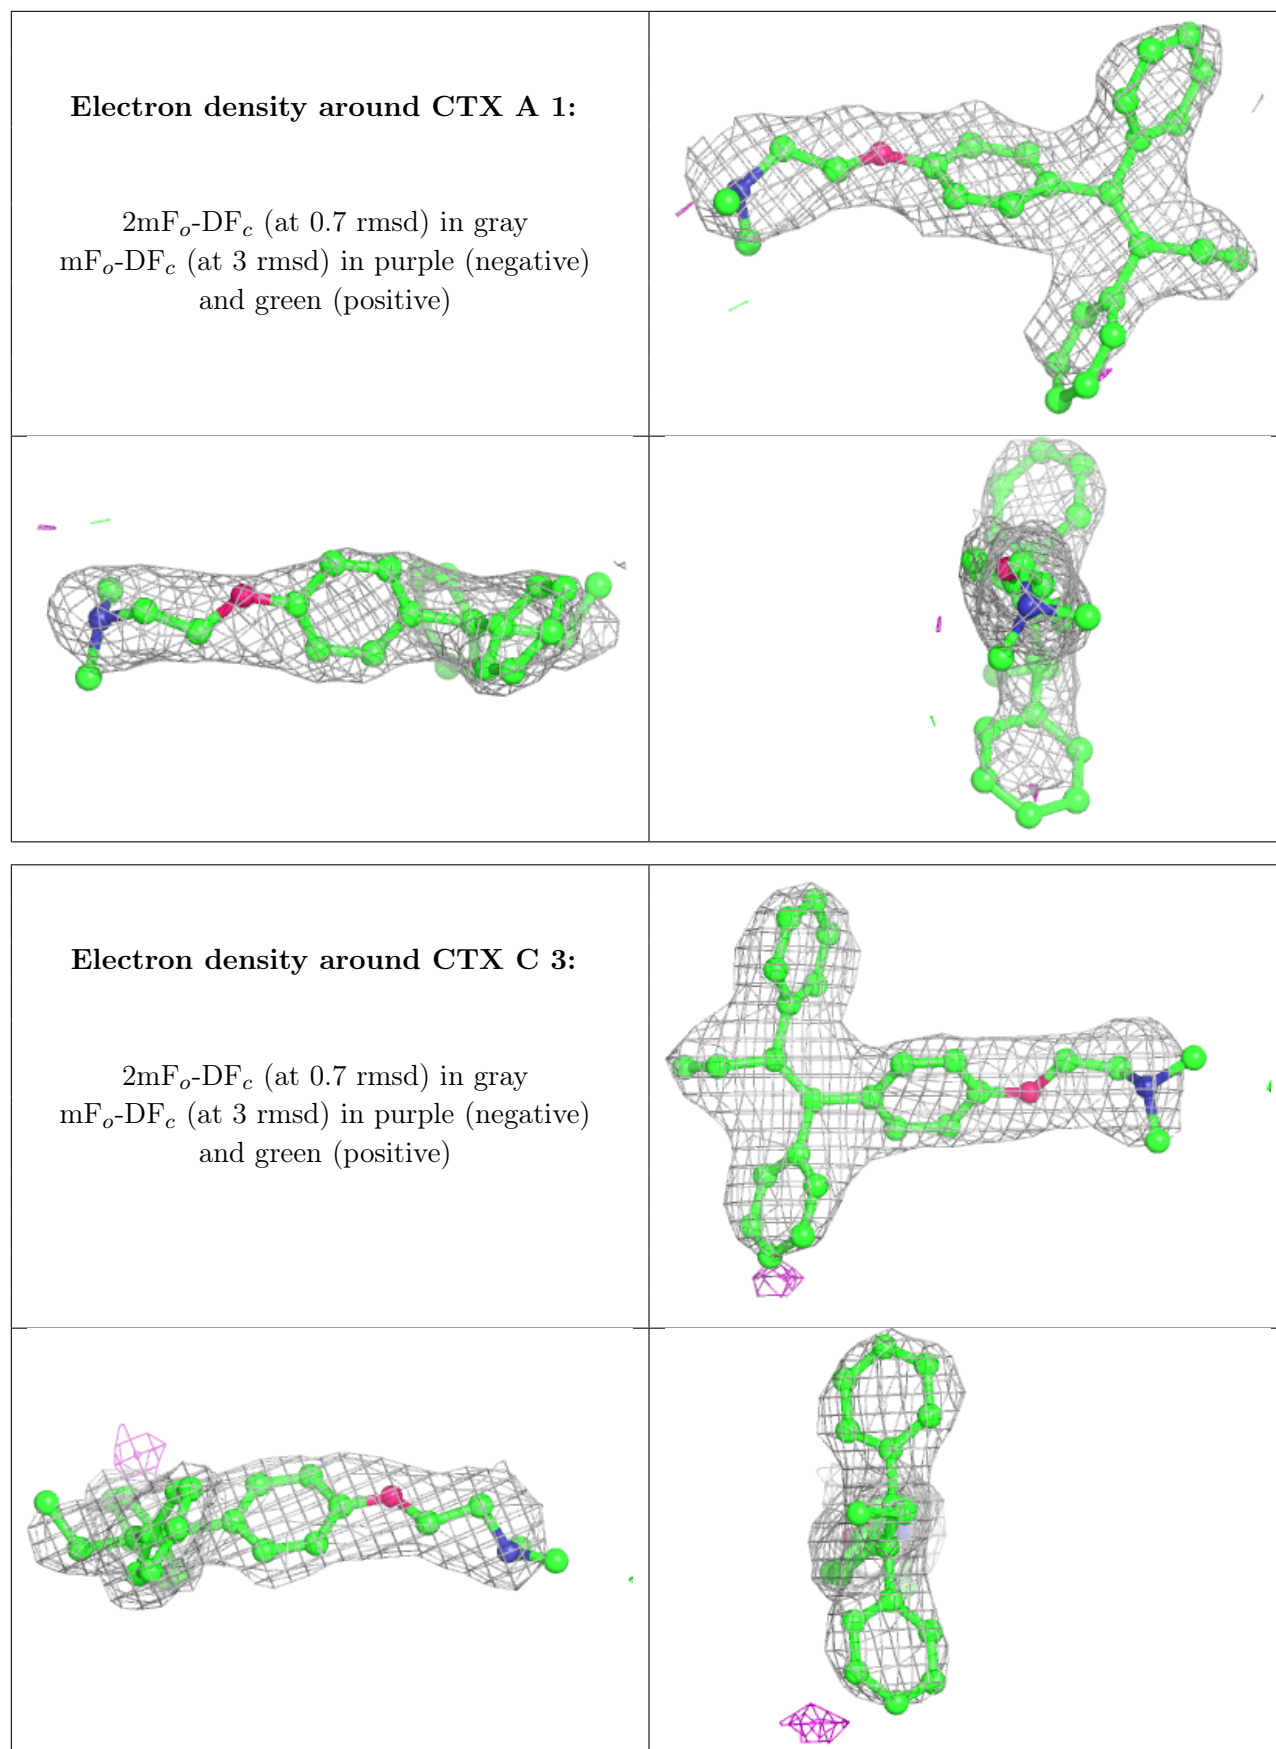 Electron density around CTX A 1:
2mFₒ-DF𝑐 (at 0.7 rmsd) in gray
mFₒ-DF𝑐 (at 3 rmsd) in purple (negative)
and green (positive)
Electron density around CTX C 3:
2mFₒ-DF𝑐 (at 0.7 rmsd) in gray
mFₒ-DF𝑐 (at 3 rmsd) in purple (negative)
and green (positive)